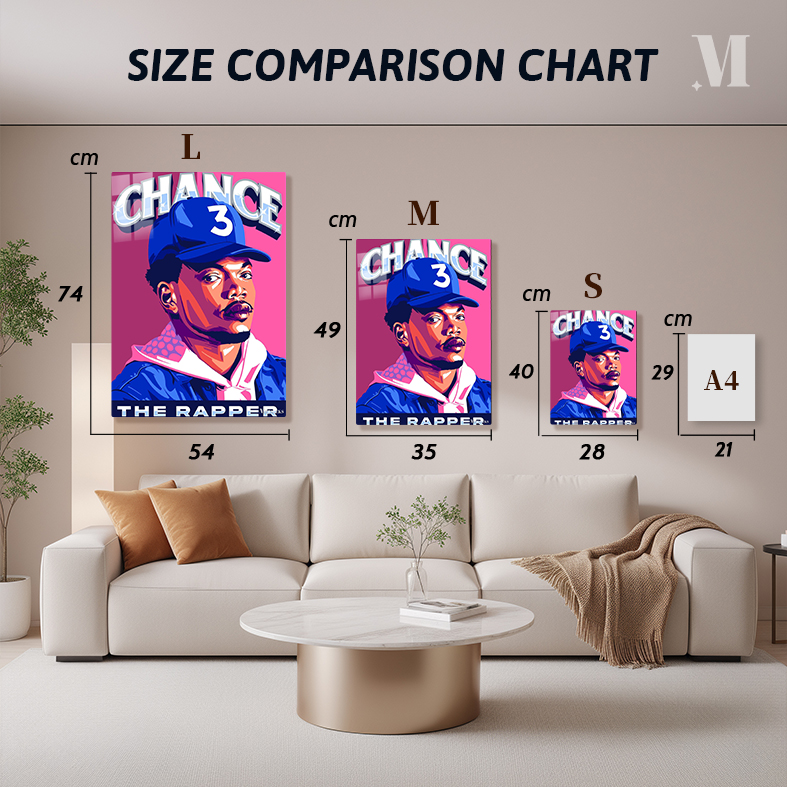 SIZE COMPARISON CHART
M
cm
L
74
54
CHANCE
3
THE RAPPER
cm
M
49
35
CHANCE
3
THE RAPPER
cm
S
40
28
CHANCE
3
THE RAPPER
cm
29
A4
21